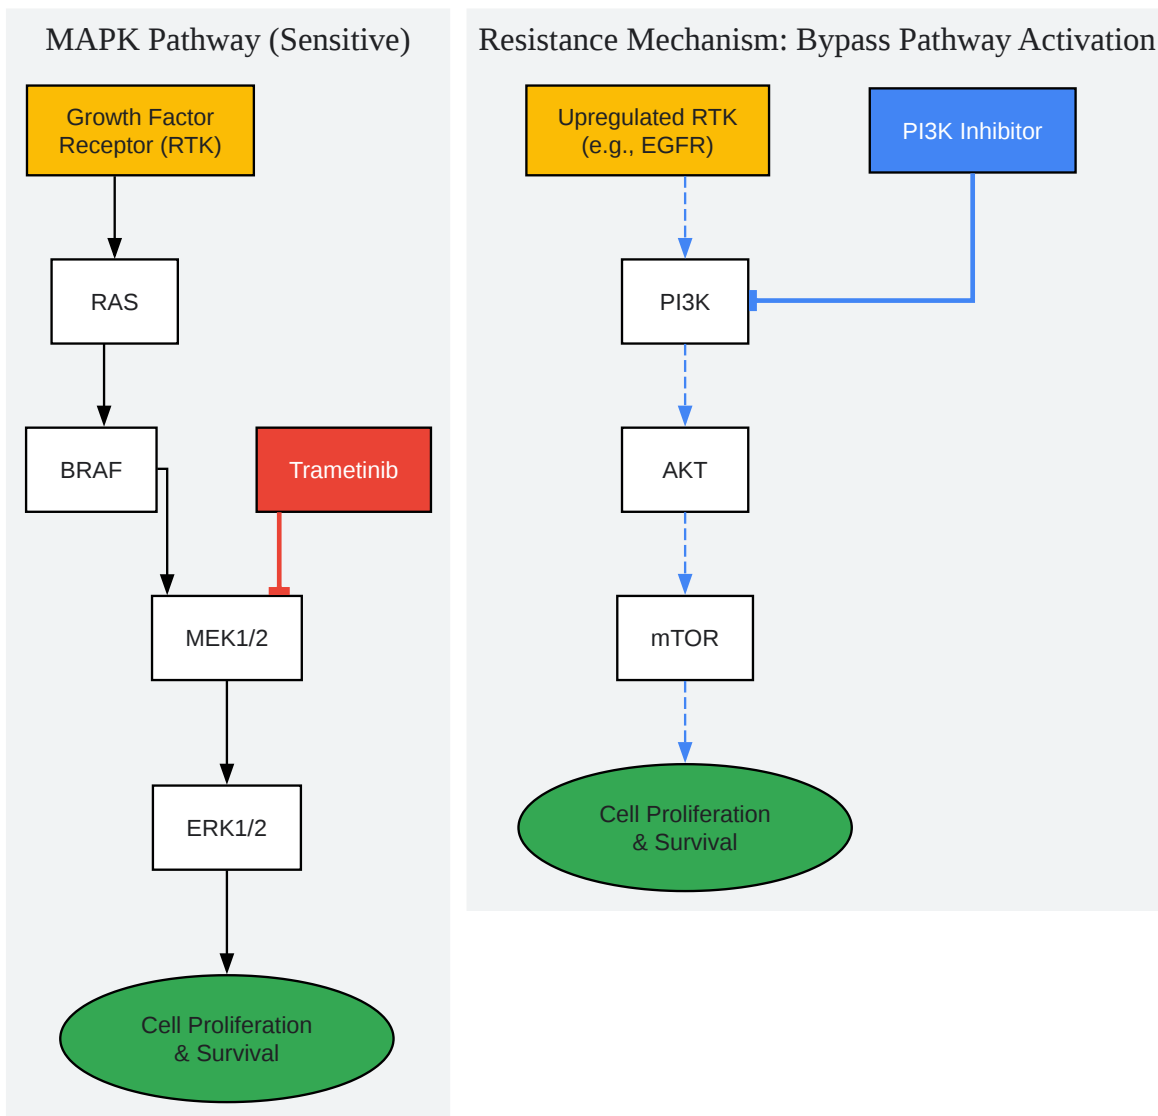 MAPK Pathway (Sensitive)
Growth Factor
Receptor (RTK)
RAS
BRAF
Trametinib
MEK1/2
ERK1/2
Cell Proliferation
& Survival
Resistance Mechanism: Bypass Pathway Activation
Upregulated RTK
(e.g., EGFR)
PI3K Inhibitor
PI3K
AKT
mTOR
Cell Proliferation
& Survival